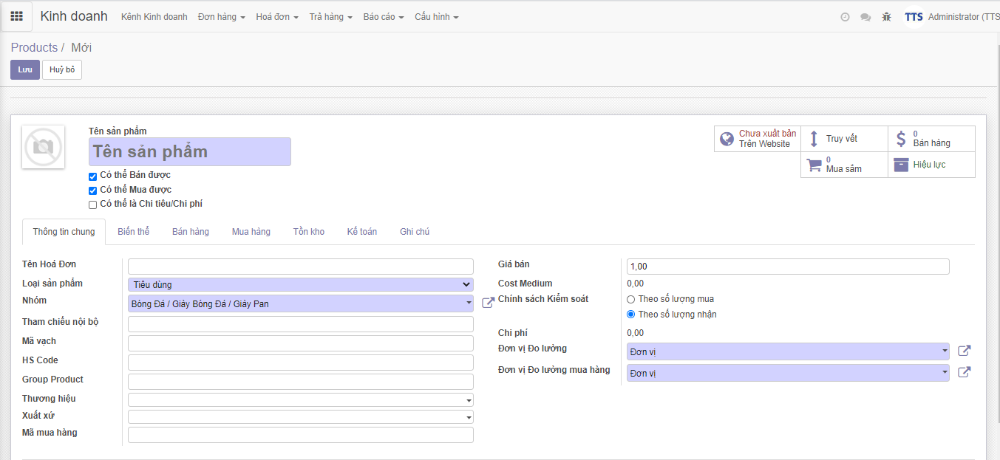 Kinh doanh Kênh Kinh doanh Đơn hàng Hoá đơn Trả hàng Báo cáo Cấu hình TTS Administrator (TTS
Products / Mới
Lưu Huỷ bỏ
Tên sản phẩm
Tên sản phẩm
Có thể Bán được
Có thể Mua được
Có thể là Chi tiêu/Chi phí
Chưa xuất bản
Trên Website
Truy vết
0
Bán hàng
0
Mua sắm
Hiệu lực
Thông tin chung Biến thể Bán hàng Mua hàng Tồn kho Kế toán Ghi chú
Tên Hoá Đơn
Loại sản phẩm Tiêu dùng
Nhóm Bóng Đá / Giày Bóng Đá / Giày Pan
Tham chiếu nội bộ
Mã vạch
HS Code
Group Product
Thương hiệu
Xuất xứ
Mã mua hàng
Giá bán 1,00
Cost Medium 0,00
Chính sách Kiểm soát Theo số lượng mua
Theo số lượng nhận
Chi phí 0,00
Đơn vị Đo lường Đơn vị
Đơn vị Đo lường mua hàng Đơn vị